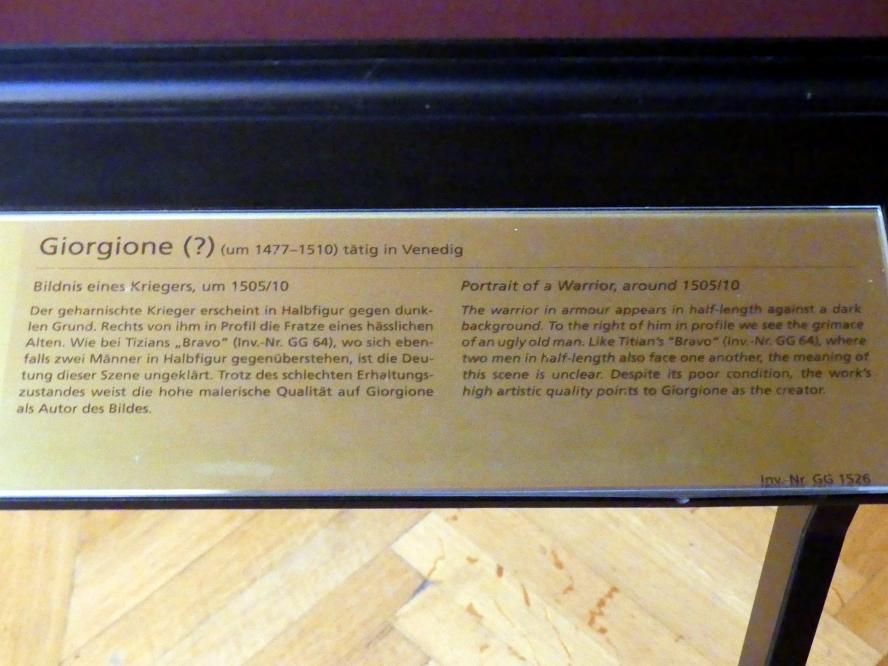 Giorgione (?) (um 1477–1510) tätig in Venedig
Bildnis eines Kriegers, um 1505/10
Der geharnischte Krieger erscheint in Halbfigur gegen dunk-
len Grund. Rechts von ihm in Profil die Fratze eines hässlichen
Alten. Wie bei Tizians „Bravo“ (Inv.-Nr. GG 64), wo sich eben-
falls zwei Männer in Halbfigur gegenüberstehen, ist die Deu-
tung dieser Szene ungeklärt. Trotz des schlechten Erhaltungs-
zustandes weist die hohe malerische Qualität auf Giorgione
als Autor des Bildes.
Portrait of a Warrior, around 1505/10
The warrior in armour appears in half-length against a dark
background. To the right of him in profile we see the grimace
of an ugly old man. Like Titian's "Bravo" (Inv.-Nr. GG 64), where
two men in half-length also face one another, the meaning of
this scene is unclear. Despite its poor condition, the work's
high artistic quality points to Giorgione as the creator.
Inv.-Nr. GG 1526